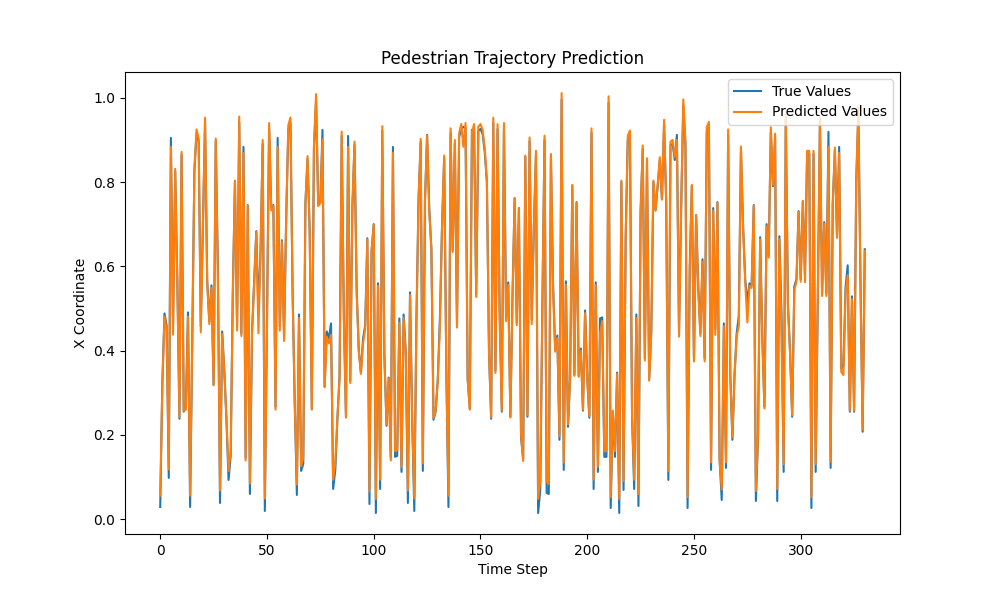 Pedestrian Trajectory Prediction
True Values
Predicted Values
1.0
0.8
0.6
0.4
0.2
0.0
X Coordinate
0 50 100 150 200 250 300
Time Step